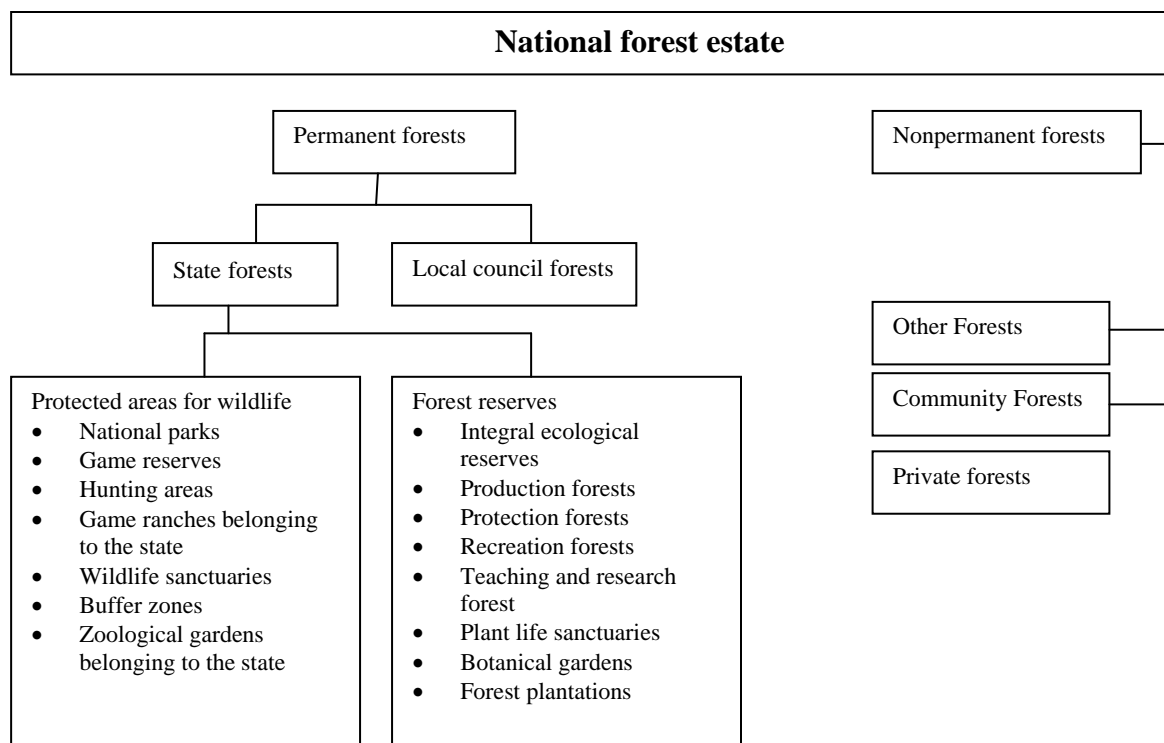 National forest estate
Permanent forests
Nonpermanent forests
State forests
Local council forests
Other Forests
Community Forests
Private forests
Protected areas for wildlife
• National parks
• Game reserves
• Hunting areas
• Game ranches belonging
to the state
• Wildlife sanctuaries
• Buffer zones
• Zoological gardens
belonging to the state
Forest reserves
• Integral ecological
reserves
• Production forests
• Protection forests
• Recreation forests
• Teaching and research
forest
• Plant life sanctuaries
• Botanical gardens
• Forest plantations